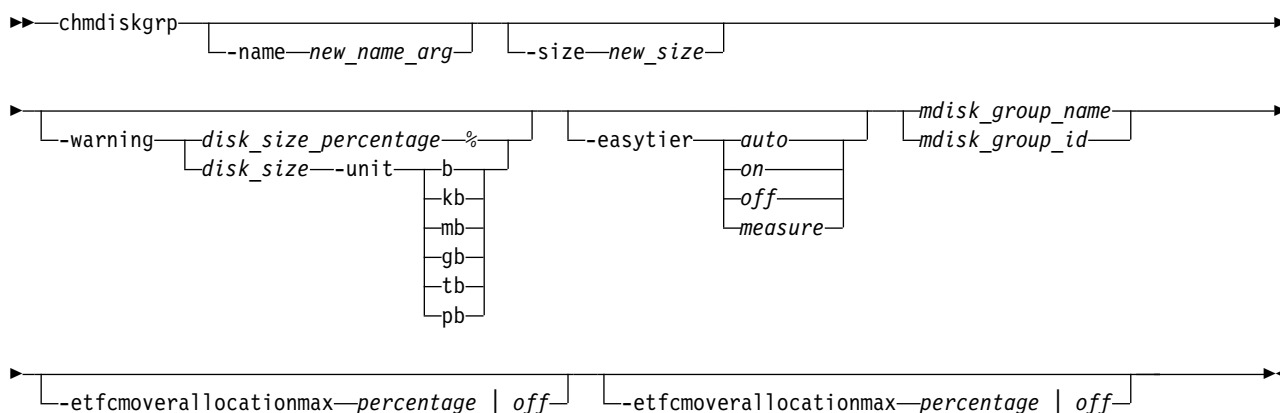 chmdiskgrp
-name new_name_arg -size new_size
-warning disk_size_percentage % -easytier auto mdisk_group_name
disk_size -unit b on mdisk_group_id
kb off
mb measure
gb
tb
pb
-etfcmoverallocationmax percentage | off -etfcmoverallocationmax percentage | off